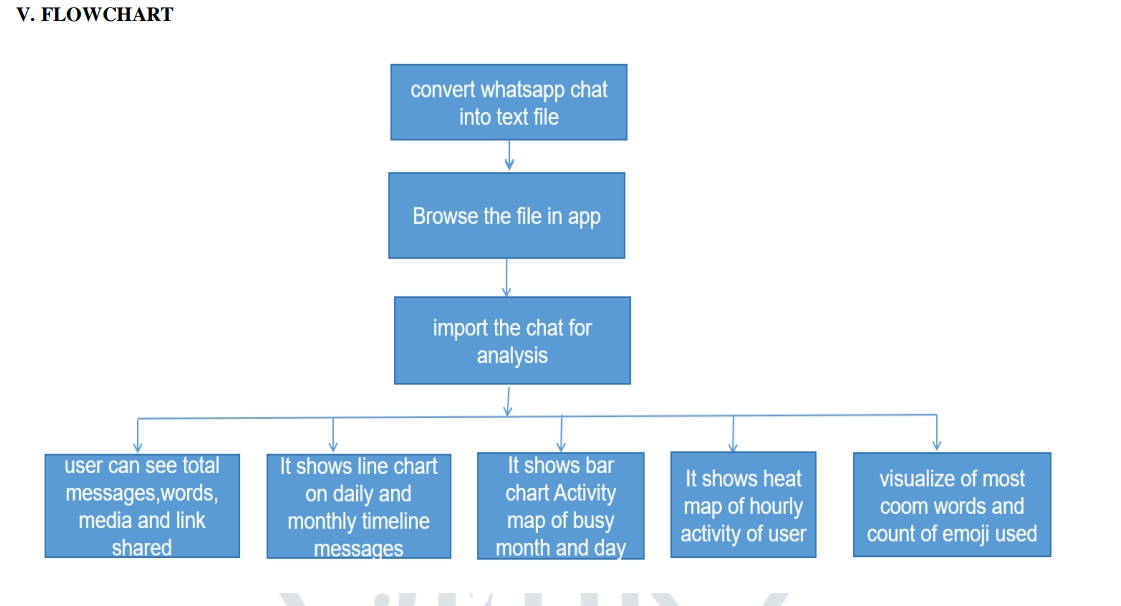 V. FLOWCHART
convert whatsapp chat
into text file
Browse the file in app
import the chat for
analysis
user can see total
messages,words,
media and link
shared
It shows line chart
on daily and
monthly timeline
messages
It shows bar
chart Activity
map of busy
month and day
It shows heat
map of hourly
activity of user
visualize of most
coom words and
count of emoji used